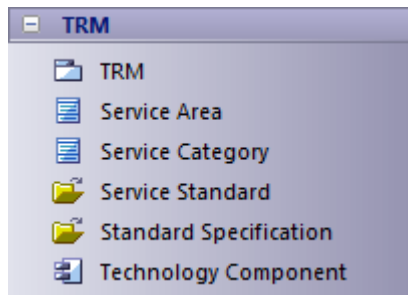 TRM
TRM
Service Area
Service Category
Service Standard
Standard Specification
Technology Component